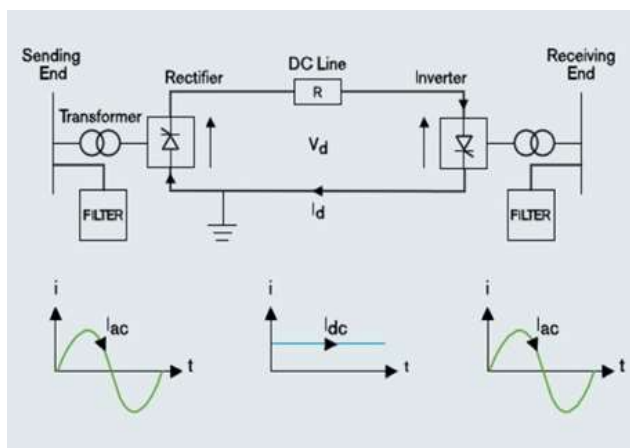 Sending
End
Receiving
End
DC Line
Rectifier
Inverter
R
Transformer
Vd
FILTER
Id
FILTER
i
Iac
t
i
Idc
t
i
Iac
t